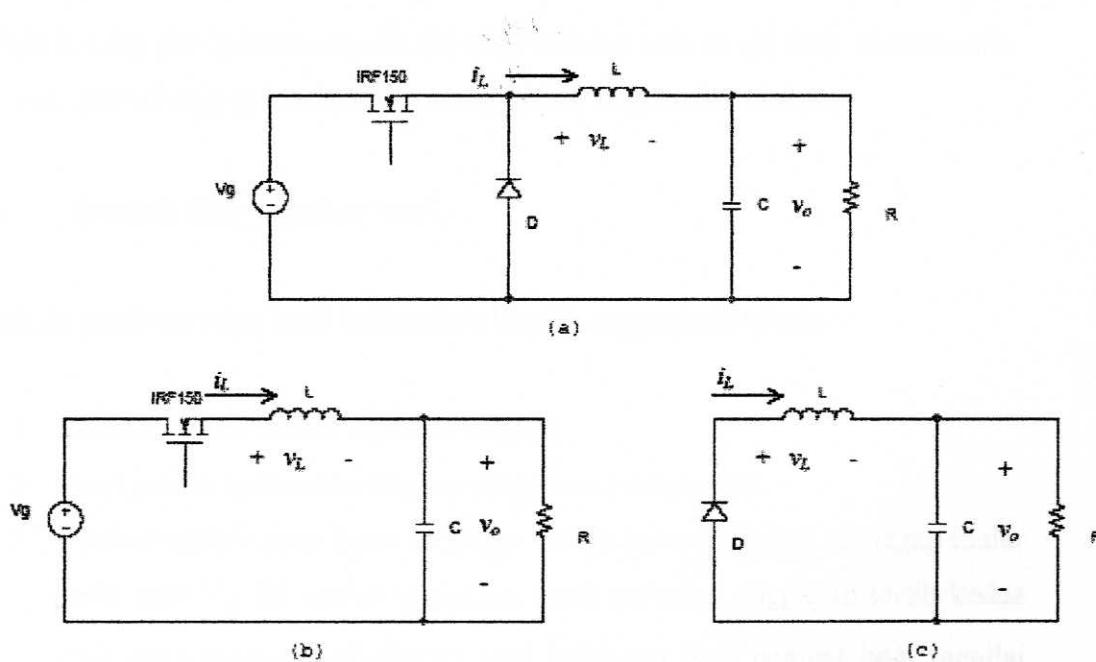 IRF150
i_L
L
+ v_L -
Vg
+
-
D
C
+
v_o
-
R
(a)
IRF150
i_L
L
+ v_L -
Vg
+
-
C
+
v_o
-
R
(b)
i_L
L
+ v_L -
D
C
+
v_o
-
R
(c)